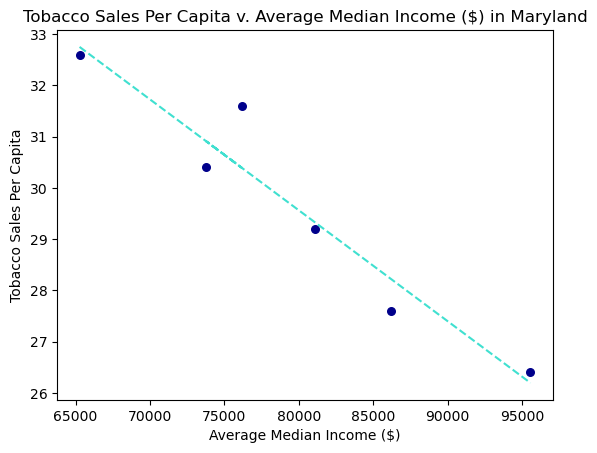 Tobacco Sales Per Capita v. Average Median Income ($) in Maryland
33
32
31
30
29
28
27
26
Tobacco Sales Per Capita
65000 70000 75000 80000 85000 90000 95000
Average Median Income ($)